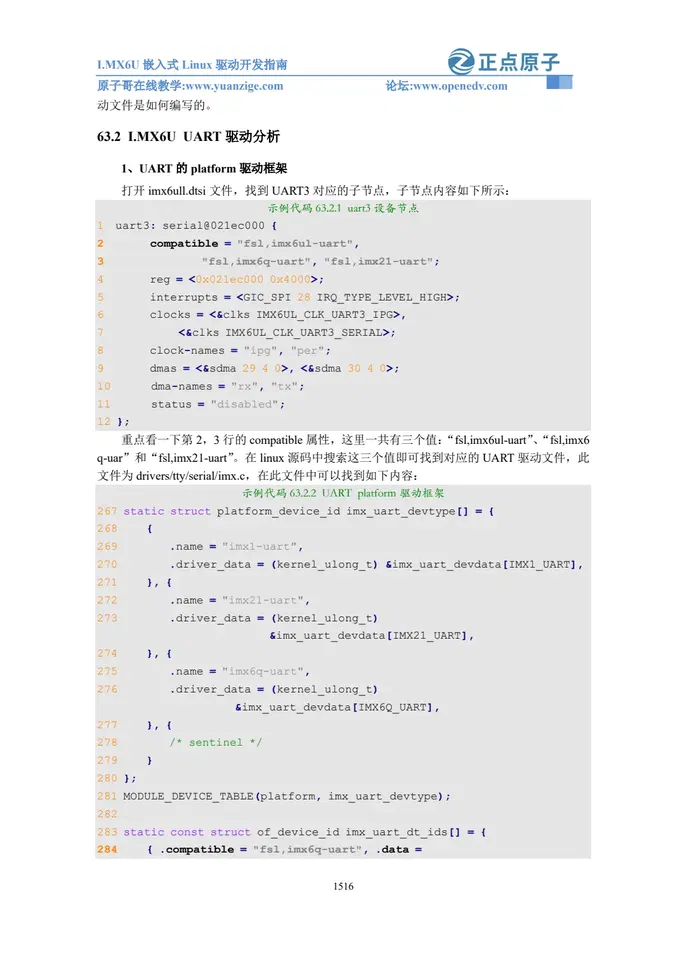 I.MX6U 嵌入式 Linux 驱动开发指南
正点原子
原子哥在线教学:www.yuanzige.com 论坛:www.openedv.com
动文件是如何编写的。
63.2 I.MX6U UART 驱动分析
1、UART 的 platform 驱动框架
打开 imx6ull.dtsi 文件，找到 UART3 对应的子节点，子节点内容如下所示：
示例代码 63.2.1 uart3 设备节点
1 uart3: serial@021ec000 {
2 compatible = "fsl,imx6ul-uart",
3 "fsl,imx6q-uart", "fsl,imx21-uart";
4 reg = <0x021ec000 0x4000>;
5 interrupts = <GIC_SPI 28 IRQ_TYPE_LEVEL_HIGH>;
6 clocks = <&clks IMX6UL_CLK_UART3_IPG>,
7 <&clks IMX6UL_CLK_UART3_SERIAL>;
8 clock-names = "ipg", "per";
9 dmas = <&sdma 29 4 0>, <&sdma 30 4 0>;
10 dma-names = "rx", "tx";
11 status = "disabled";
12 };
重点看一下第 2，3 行的 compatible 属性，这里一共有三个值：“fsl,imx6ul-uart”、“fsl,imx6
q-uar”和“fsl,imx21-uart”。在 linux 源码中搜索这三个值即可找到对应的 UART 驱动文件，此
文件为 drivers/tty/serial/imx.c，在此文件中可以找到如下内容：
示例代码 63.2.2 UART platform 驱动框架
267 static struct platform_device_id imx_uart_devtype[] = {
268 {
269 .name = "imx1-uart",
270 .driver_data = (kernel_ulong_t) &imx_uart_devdata[IMX1_UART],
271 }, {
272 .name = "imx21-uart",
273 .driver_data = (kernel_ulong_t)
&imx_uart_devdata[IMX21_UART],
274 }, {
275 .name = "imx6q-uart",
276 .driver_data = (kernel_ulong_t)
&imx_uart_devdata[IMX6Q_UART],
277 }, {
278 /* sentinel */
279 }
280 };
281 MODULE_DEVICE_TABLE(platform, imx_uart_devtype);
282
283 static const struct of_device_id imx_uart_dt_ids[] = {
284 { .compatible = "fsl,imx6q-uart", .data =
1516